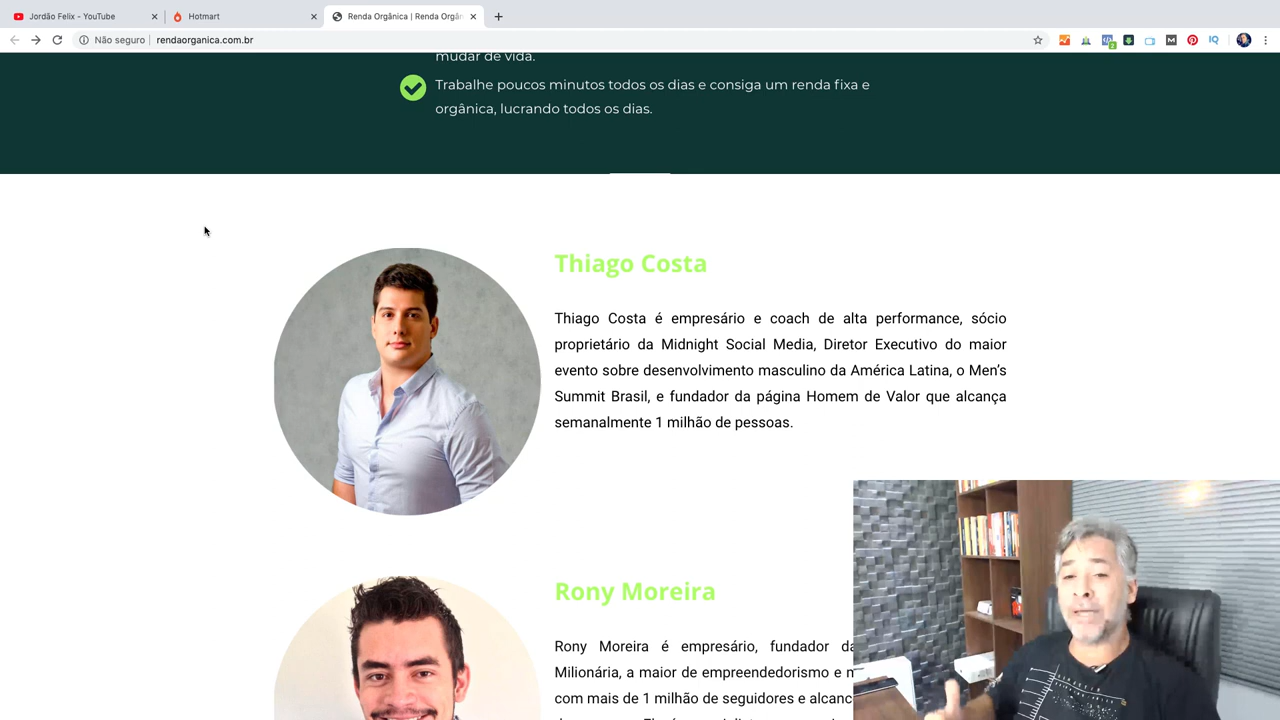 Jordão Felix - YouTube
Hotmart
Renda Orgânica | Renda Orgân
Não seguro
rendaorganica.com.br
mudar de vida.
Trabalhe poucos minutos todos os dias e consiga um renda fixa e
orgânica, lucrando todos os dias.
Thiago Costa
Thiago Costa é empresário e coach de alta performance, sócio
proprietário da Midnight Social Media, Diretor Executivo do maior
evento sobre desenvolvimento masculino da América Latina, o Men's
Summit Brasil, e fundador da página Homem de Valor que alcança
semanalmente 1 milhão de pessoas.
Rony Moreira
Rony Moreira é empresário, fundador da
Milionária, a maior de empreendedorismo e n
com mais de 1 milhão de seguidores e alcanc